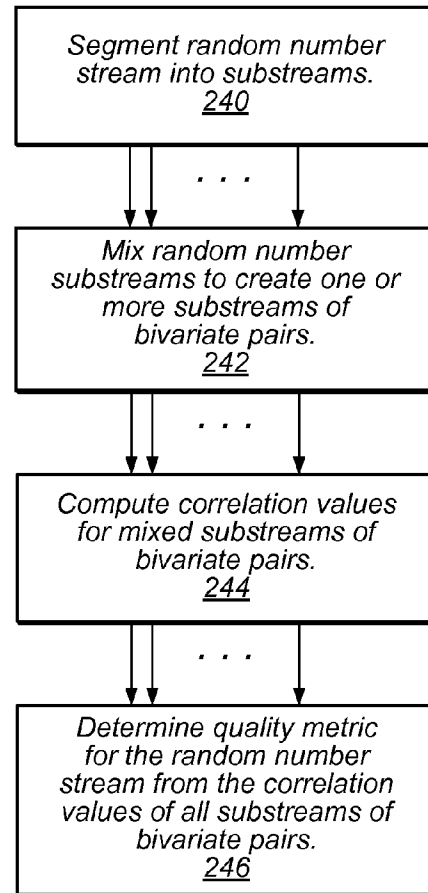 Segment random number
stream into substreams.
240
. . .
Mix random number
substreams to create one or
more substreams of
bivariate pairs.
242
. . .
Compute correlation values
for mixed substreams of
bivariate pairs.
244
. . .
Determine quality metric
for the random number
stream from the correlation
values of all substreams of
bivariate pairs.
246